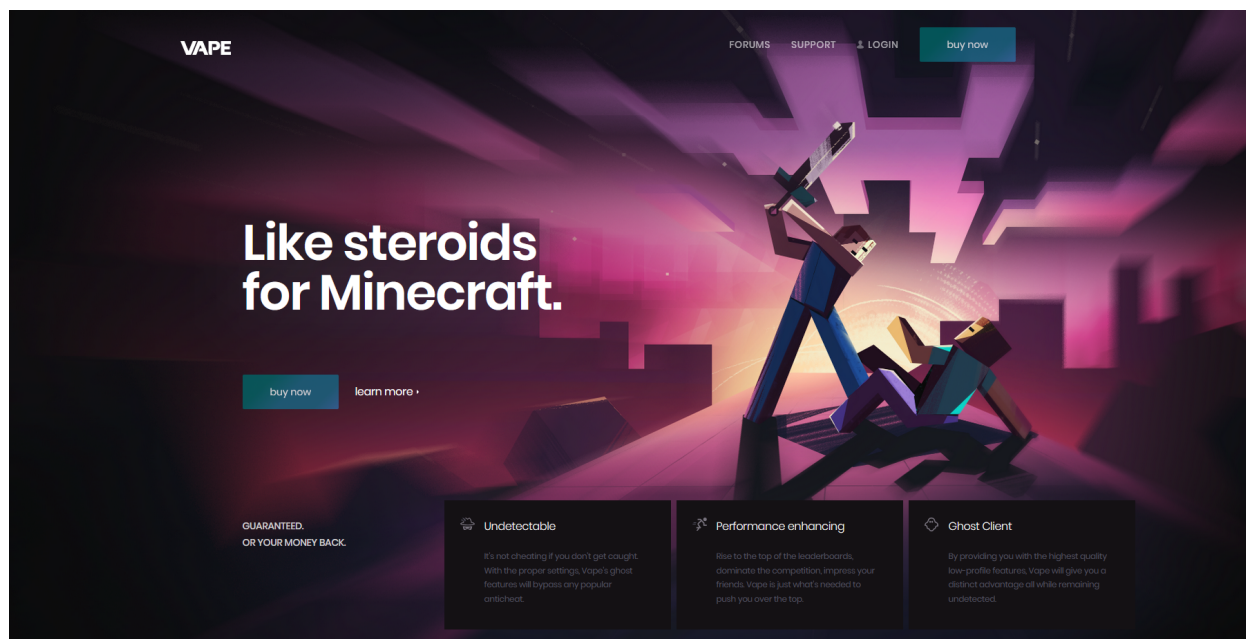 VAPE
FORUMS SUPPORT LOGIN buy now
Like steroids
for Minecraft.
buy now learn more ›
GUARANTEED.
OR YOUR MONEY BACK.
Undetectable
It's not cheating if you don't get caught.
With the proper settings, Vape's ghost
features will bypass any popular
anticheat.
Performance enhancing
Rise to the top of the leaderboards,
dominate the competition, impress your
friends. Vape is just what's needed to
push you over the top.
Ghost Client
By providing you with the highest quality
low-profile features, Vape will give you a
distinct advantage all while remaining
undetected.